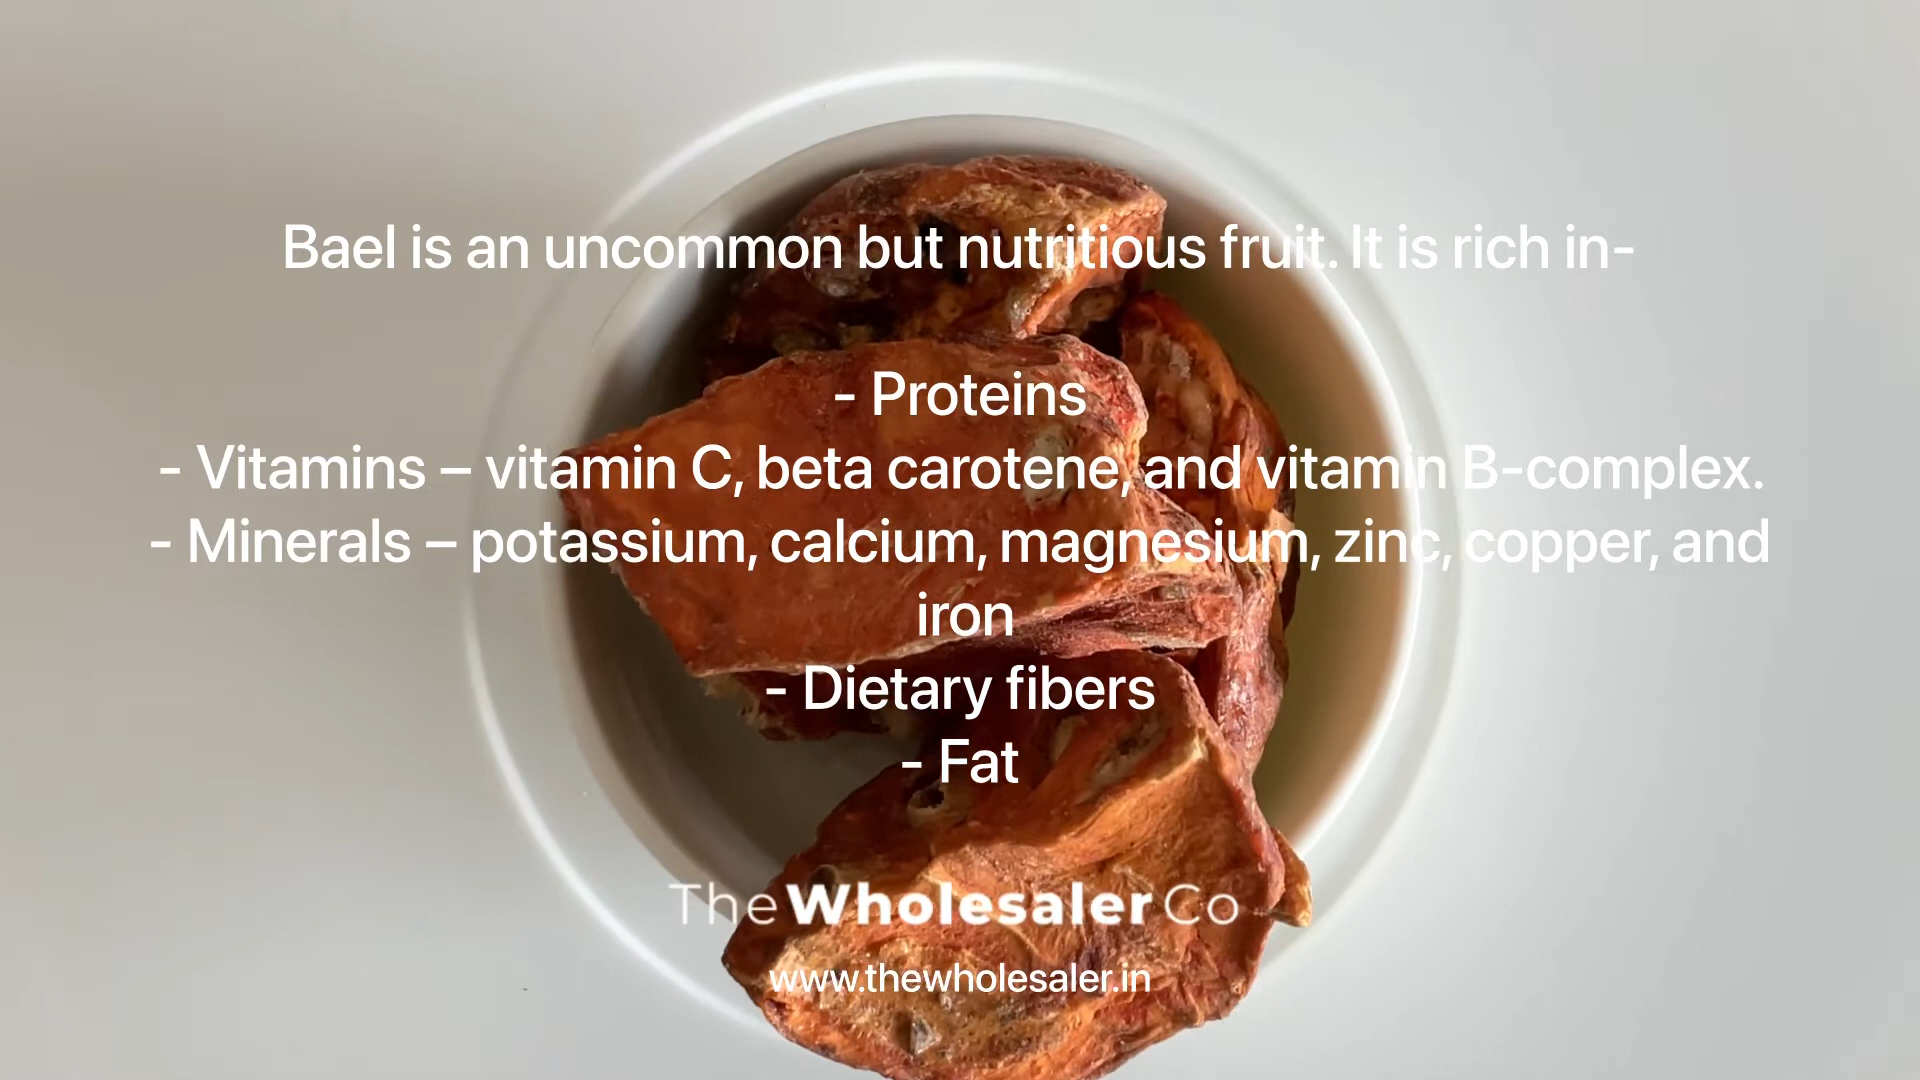 Bael is an uncommon but nutritious fruit. It is rich in-
- Proteins
- Vitamins – vitamin C, beta carotene, and vitamin B-complex.
- Minerals – potassium, calcium, magnesium, zinc, copper, and
iron
- Dietary fibers
- Fat
TheWholesalerCo
www.thewholesaler.in